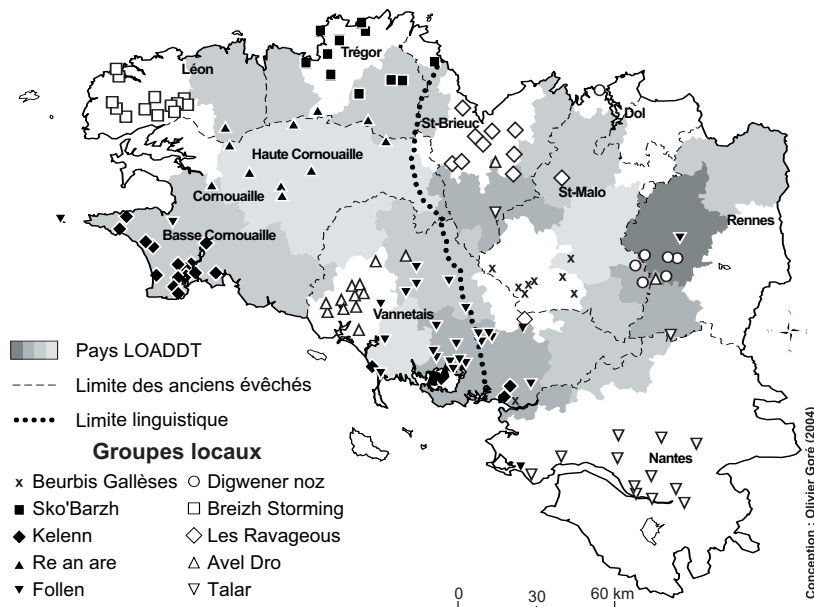 Trégor
Léon
St-Brieuc
Dol
Haute Cornouaille
St-Malo
Cornouaille
Rennes
Basse Cornouaille
Vannetais
Nantes
Pays LOADDT
Limite des anciens évêchés
Limite linguistique
Groupes locaux
Beurbis Gallèses
Digwener noz
Sko'Barzh
Breizh Storming
Kelenn
Les Ravageous
Re an are
Avel Dro
Follen
Talar
0 30 60 km
Conception : Olivier Goré (2004)